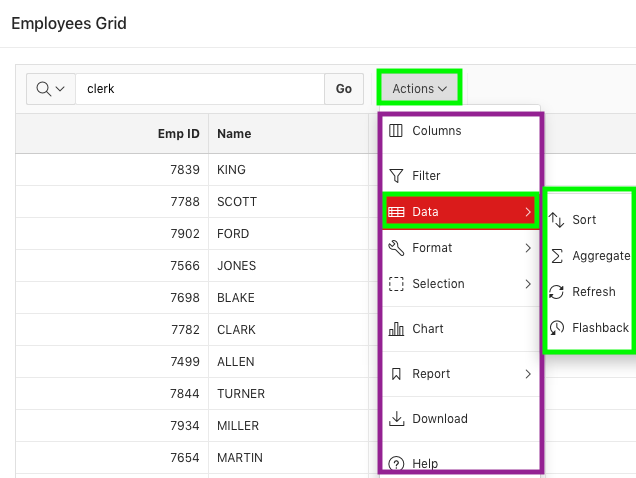 Employees Grid
clerk
Go
Actions
Emp ID Name
7839 KING
7788 SCOTT
7902 FORD
7566 JONES
7698 BLAKE
7782 CLARK
7499 ALLEN
7844 TURNER
7934 MILLER
7654 MARTIN
Columns
Filter
Data
Format
Selection
Chart
Report
Download
Help
Sort
Aggregate
Refresh
Flashback